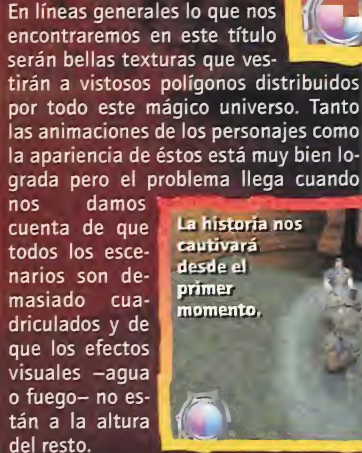 En líneas generales lo que nos
encontraremos en este título
serán bellas texturas que ves-
tirán a vistosos polígonos distribuidos
por todo este mágico universo. Tanto
las animaciones de los personajes como
la apariencia de éstos está muy bien lo-
grada pero el problema llega cuando
nos damos
cuenta de que
todos los esce-
narios son de-
masiado cua-
driculados y de
que los efectos
visuales –agua
o fuego– no es-
tán a la altura
del resto.
La historia nos
cautivará
desde el
primer
momento.